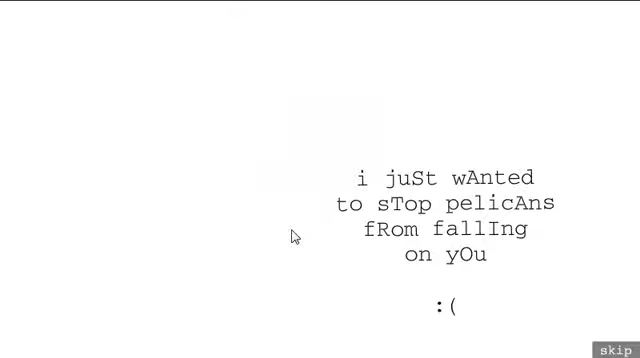 i juSt wAnted
to sTop pelicAns
fRom fallIng
on yOu
:(
skip